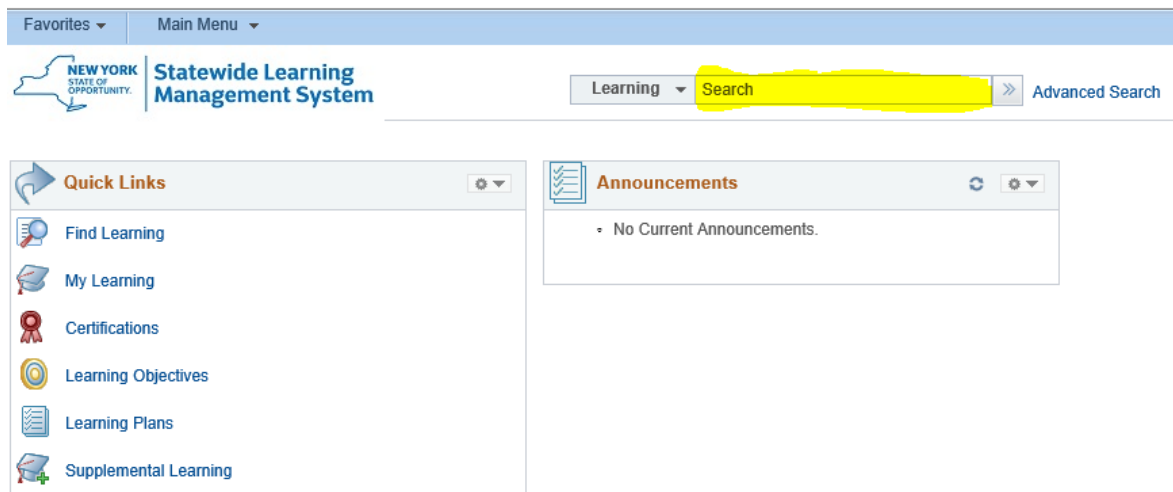 Favorites Main Menu
NEW YORK
STATE OF
OPPORTUNITY.
Statewide Learning
Management System
Learning Search Advanced Search
Quick Links
Find Learning
My Learning
Certifications
Learning Objectives
Learning Plans
Supplemental Learning
Announcements
No Current Announcements.